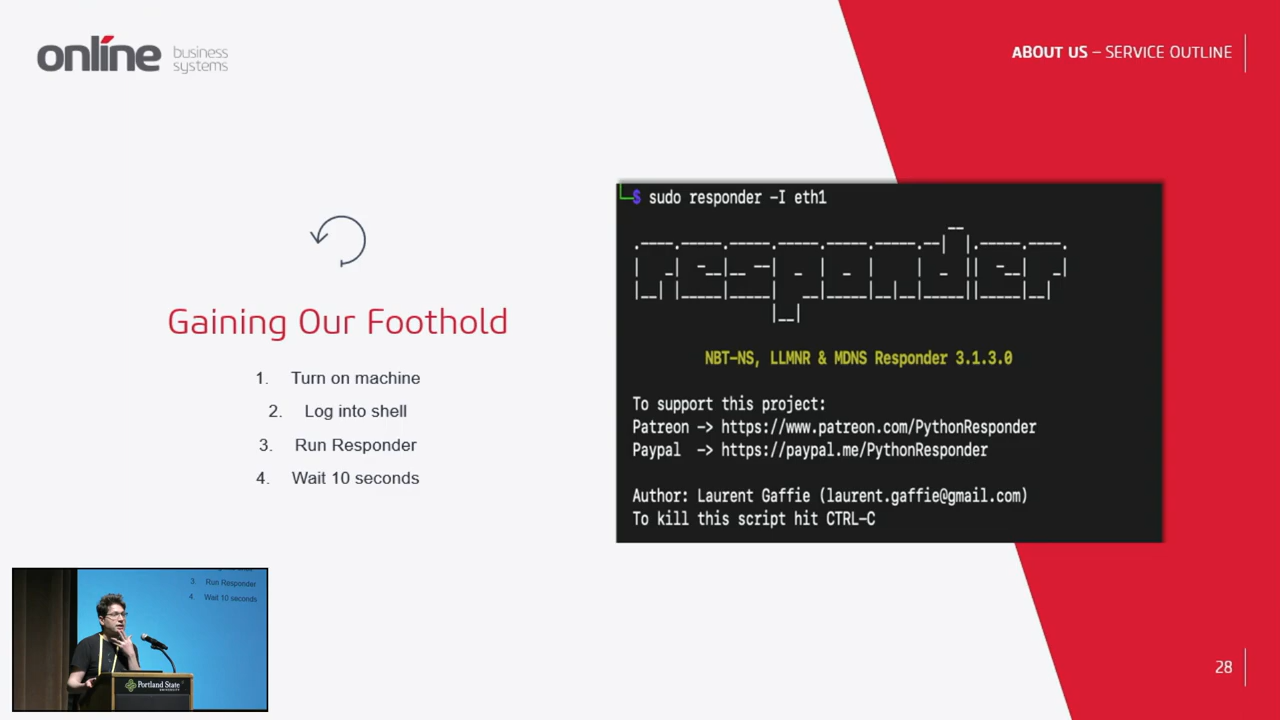 online business systems
ABOUT US – SERVICE OUTLINE
Gaining Our Foothold
1. Turn on machine
2. Log into shell
3. Run Responder
4. Wait 10 seconds
$ sudo responder -I eth1
responder
NBT-NS, LLMNR & MDNS Responder 3.1.3.0
To support this project:
Patreon -> https://www.patreon.com/PythonResponder
Paypal -> https://paypal.me/PythonResponder
Author: Laurent Gaffie (laurent.gaffie@gmail.com)
To kill this script hit CTRL-C
3. Run Responder
4. Wait 10 seconds
Portland State
UNIVERSITY
28